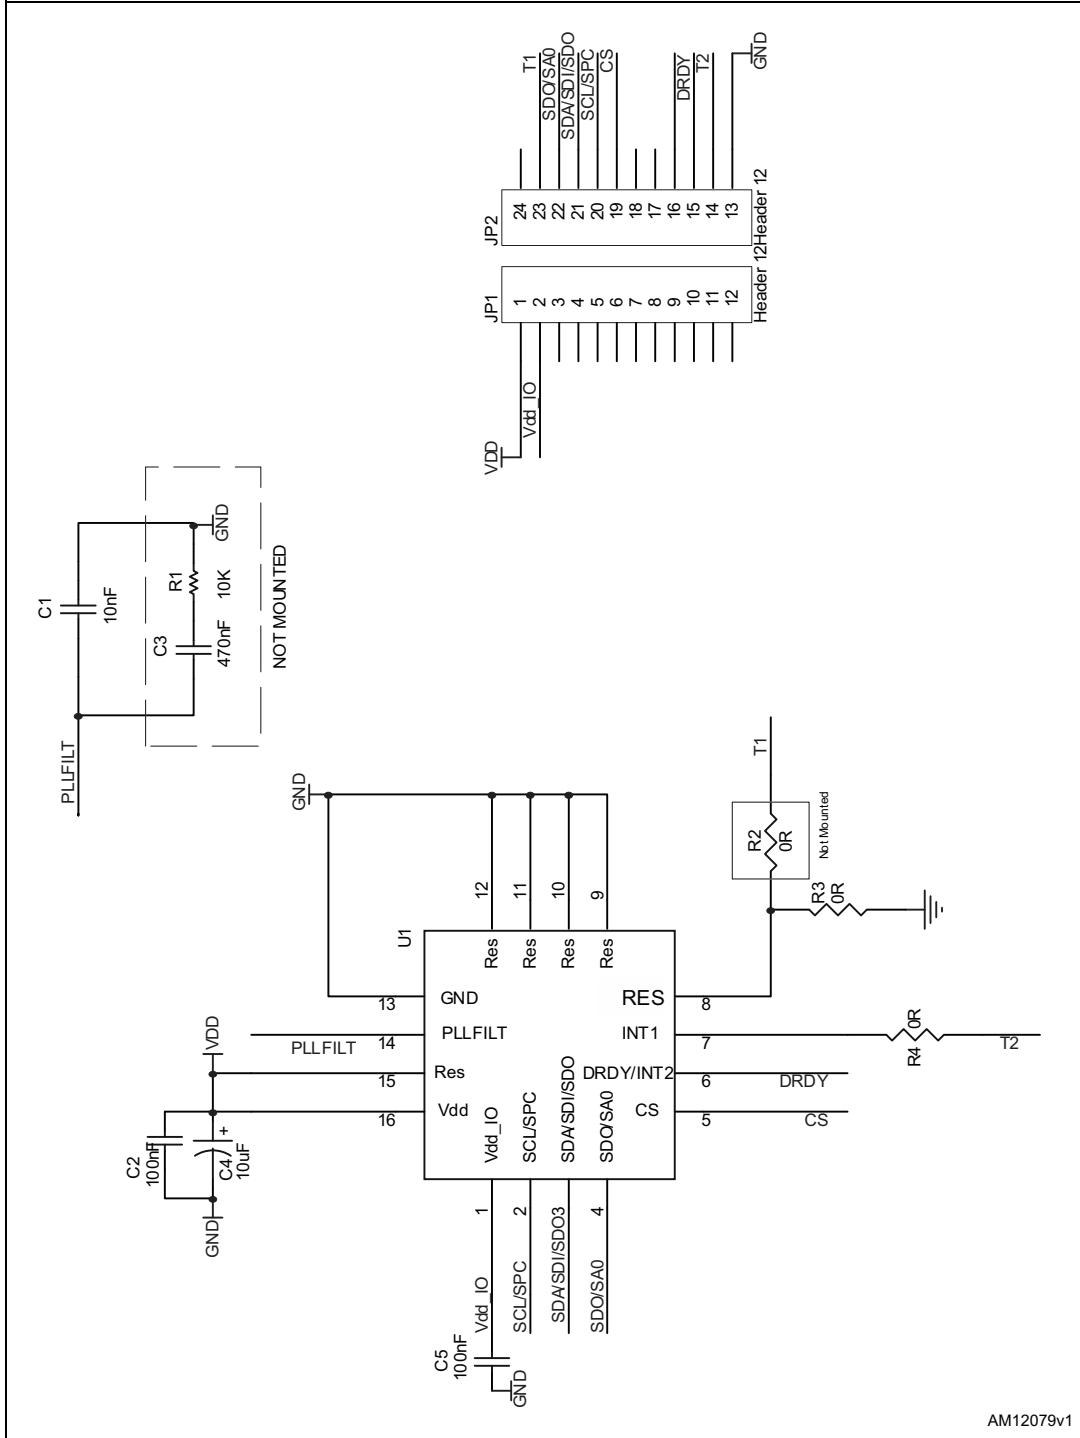 T1
SDO/SA0
SDA/SDI/SDO
SCL/SPC
CS
DRDY
T2
GND
JP2
24
23
22
21
20
19
18
17
16
15
14
13
Header 12
JP1
1
2
3
4
5
6
7
8
9
10
11
12
Header 12
VDD
Vdd_IO
C1
10nF
R1
10K
C3
470nF
GND
NOT MOUNTED
PLLFILT
GND
12
11
10
9
U1
Res
Res
Res
Res
13
GND
PLLFILT
14
PLLFILT
15
Res
16
Vdd
VDD
C2
100nF
C4
+
10uF
GND
RES
8
INT1
7
DRDY/INT2
6
DRDY
CS
5
CS
T1
R2
0R
Not Mounted
R3
0R
R4
0R
T2
Vdd_IO
SCL/SPC
SDA/SDI/SDO
SDO/SA0
1
2
3
4
Vdd_IO
SCL/SPC
SDA/SDI/SDO
SDO/SA0
C5
100nF
GND
AM12079v1